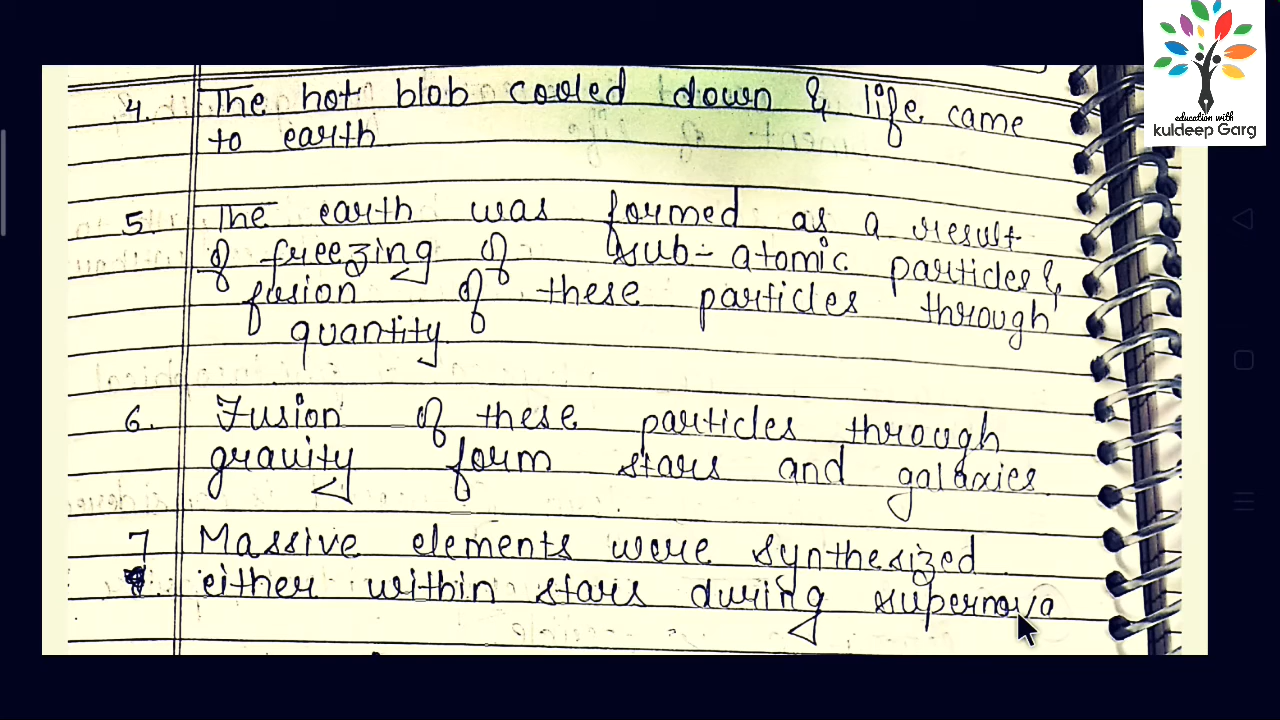 education with
kuldeep Garg
4. The hot blob cooled down & life came
to earth
5. The earth was formed as a result
of freezing of sub-atomic particles &
fusion of these particles through
quantity
6. Fusion of these particles through
gravity form stars and galaxies
7 Massive elements were synthesized
either within stars during supernova